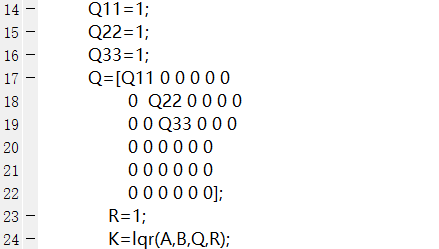 14 – Q11=1;
15 – Q22=1;
16 – Q33=1;
17 – Q=[Q11 0 0 0 0 0
18 0 Q22 0 0 0 0
19 0 0 Q33 0 0 0
20 0 0 0 0 0 0
21 0 0 0 0 0 0
22 0 0 0 0 0 0];
23 – R=1;
24 – K=lqr(A,B,Q,R);